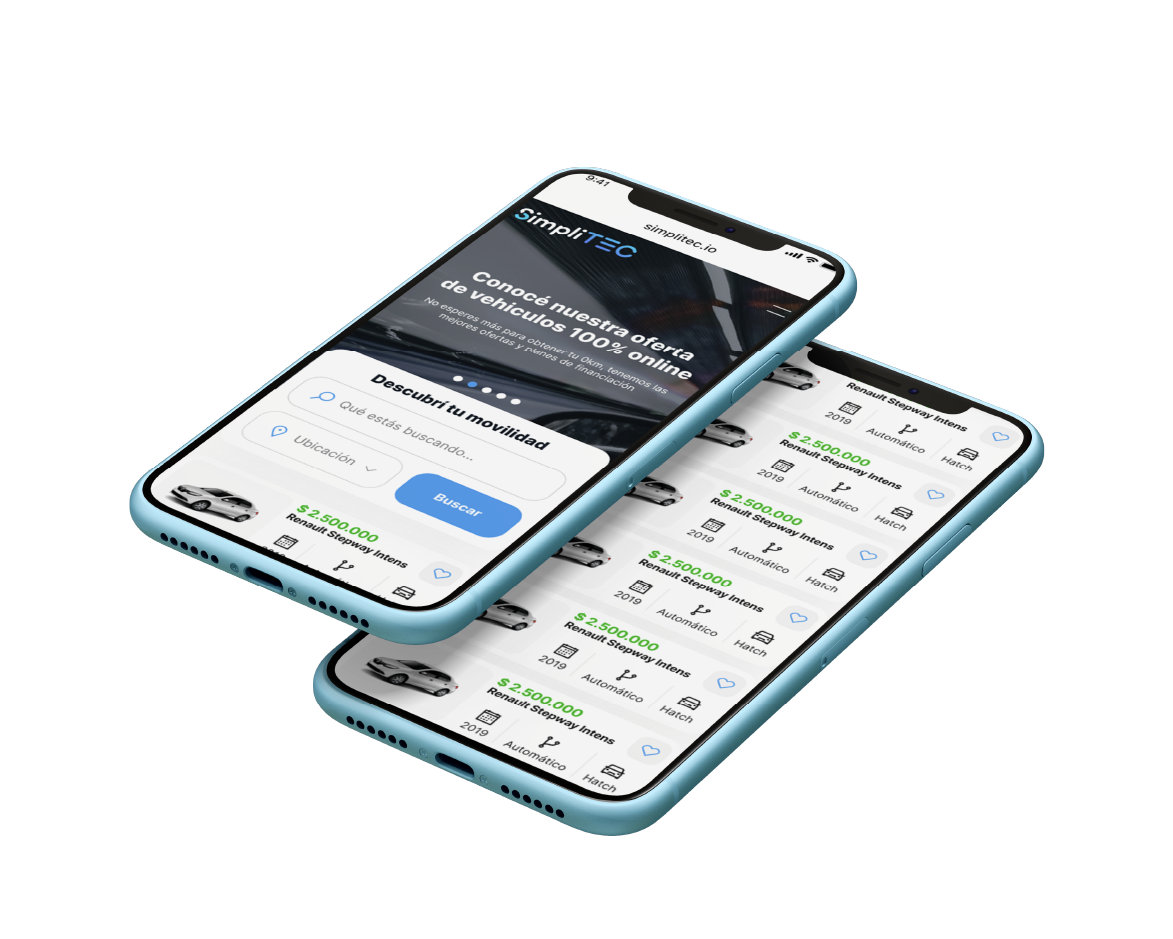 9:41
simplitec.io
SimpliTEC
Conocé nuestra oferta
de vehículos 100% online
No esperes más para obtener tu 0km, tenemos las
mejores ofertas y planes de financiación
Descubrí tu movilidad
Qué estás buscando...
Ubicación
Buscar
$ 2.500.000
Renault Stepway Intens
Renault Stepway Intens
2019
Automático
Hatch
$ 2.500.000
Renault Stepway Intens
2019
Automático
Hatch
$ 2.500.000
Renault Stepway Intens
2019
Automático
Hatch
$ 2.500.000
Renault Stepway Intens
2019
Automático
Hatch
$ 2.500.000
Renault Stepway Intens
2019
Automático
Hatch
$ 2.500.000
Renault Stepway Intens
2019
Automático
Hatch